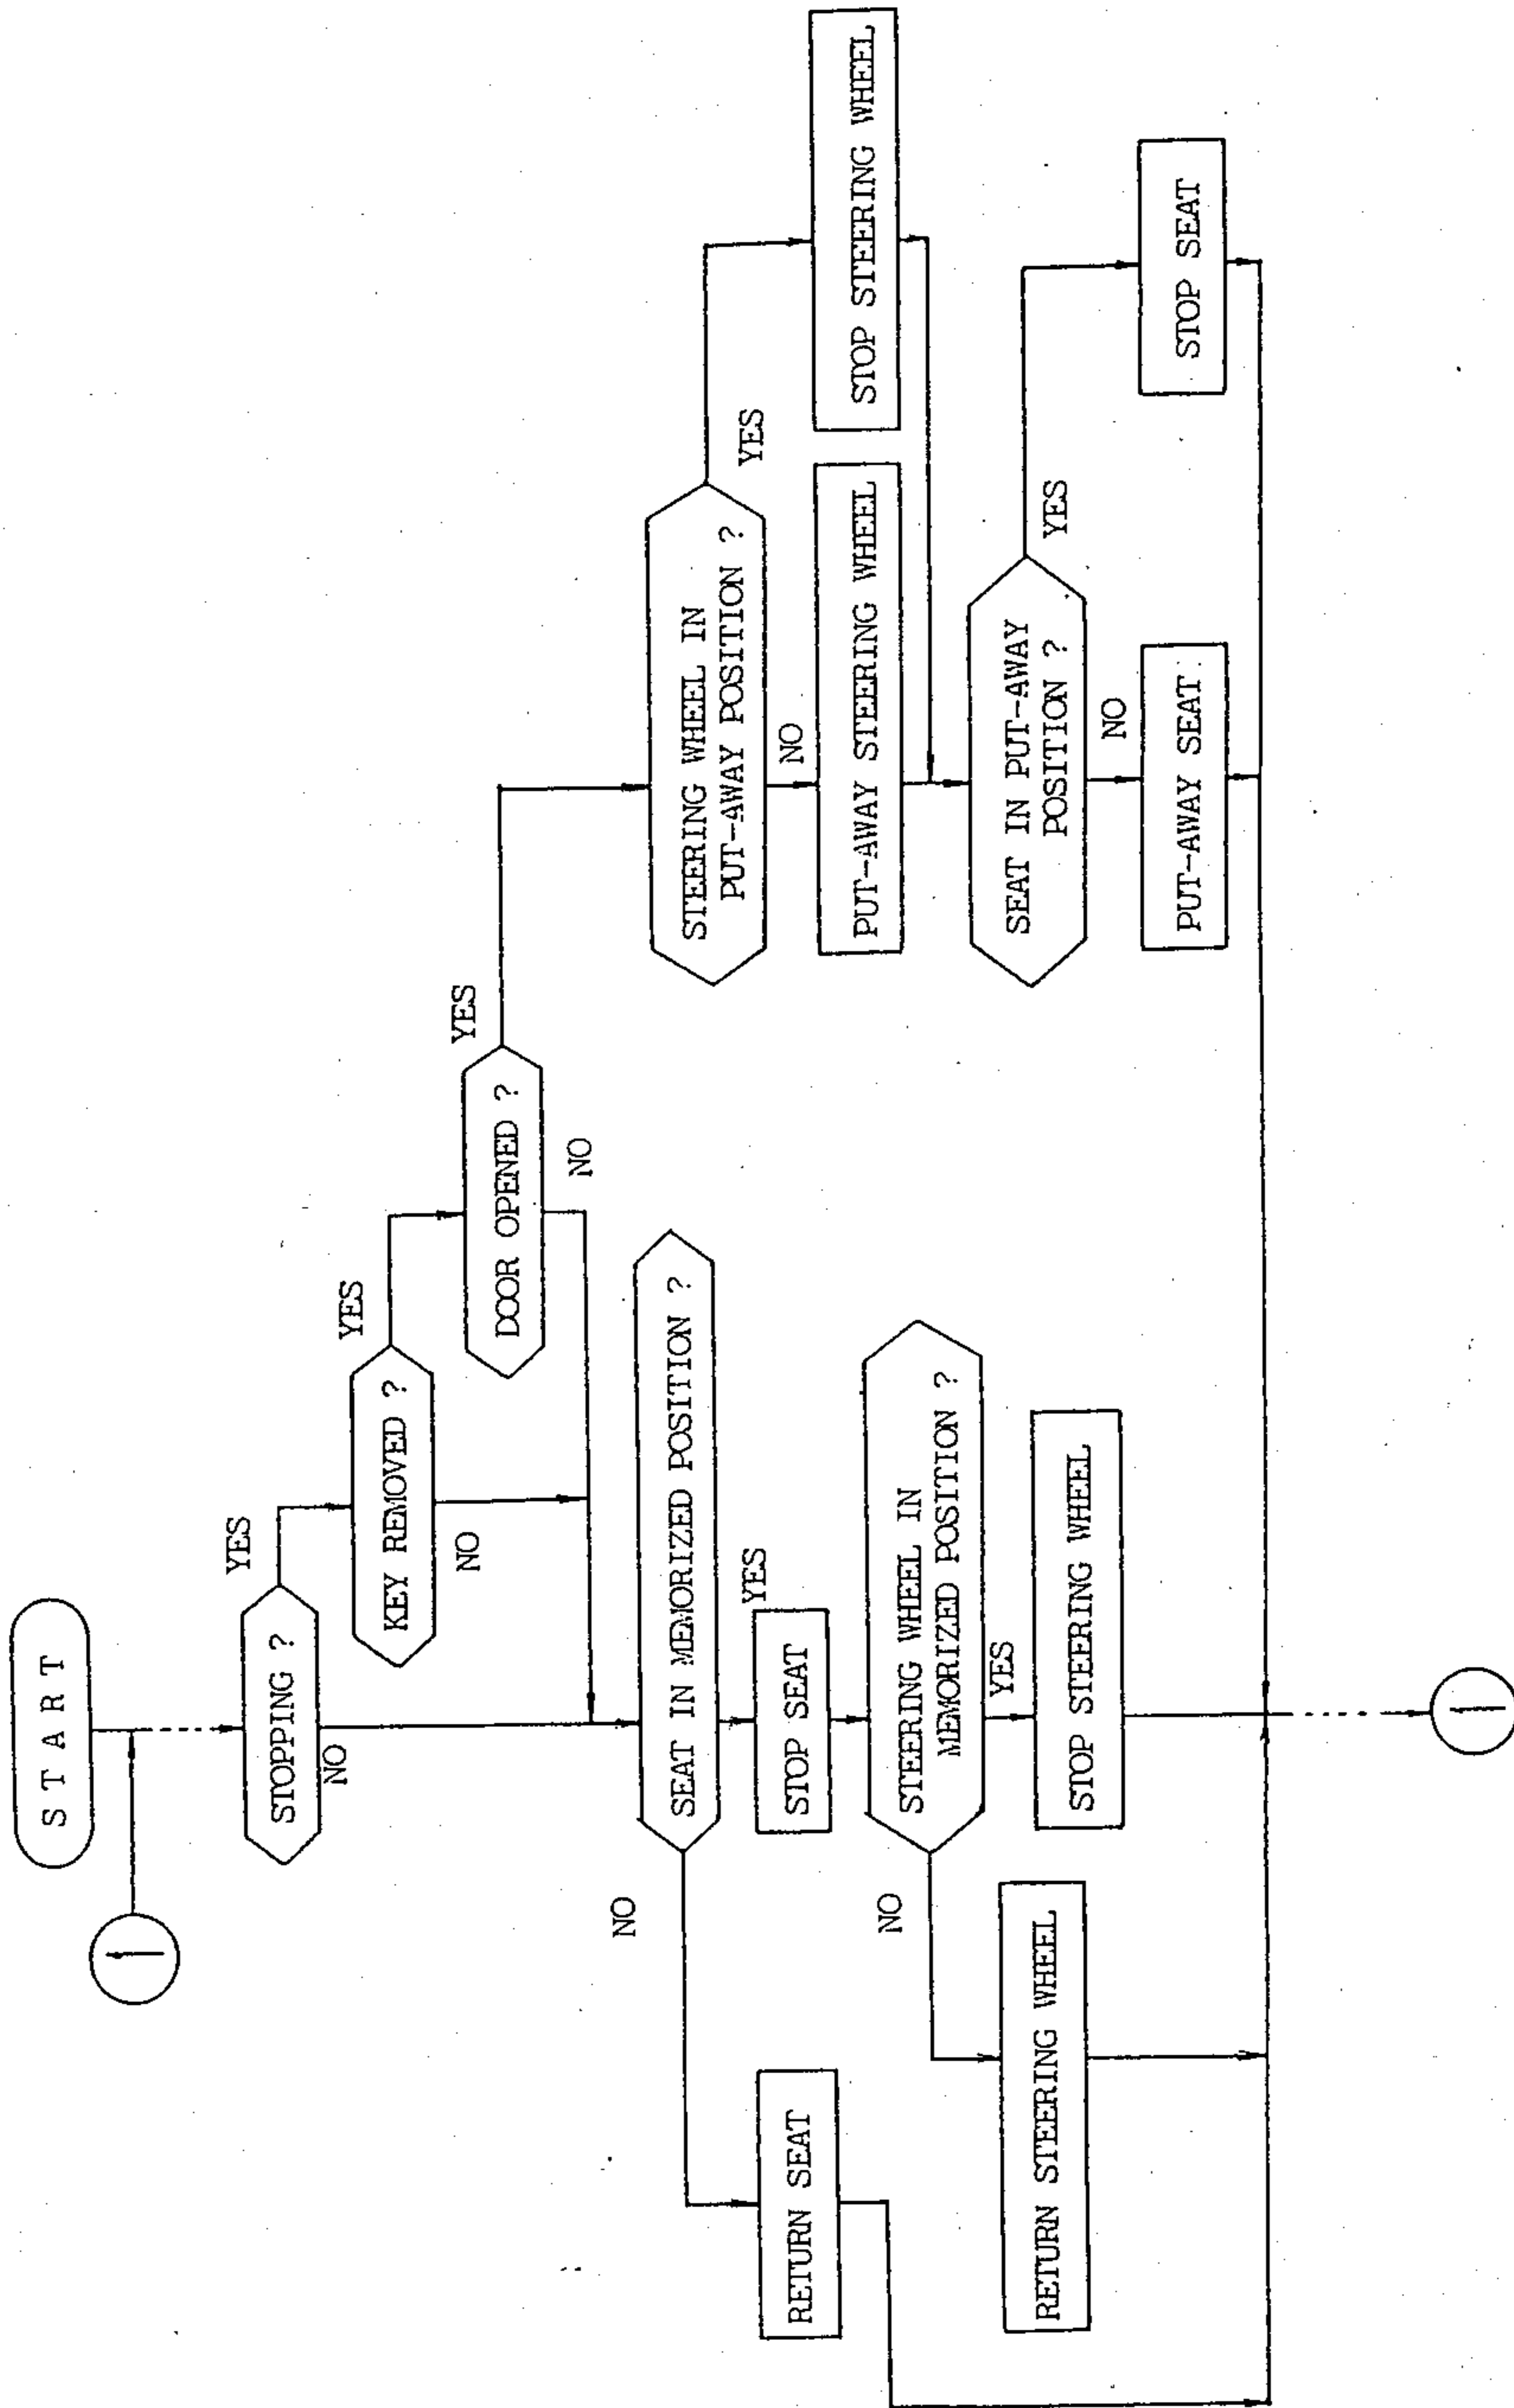 S T A R T
STOPPING ?
YES
NO
KEY REMOVED ?
YES
NO
DOOR OPENED ?
YES
NO
SEAT IN MEMORIZED POSITION ?
NO
YES
RETURN SEAT
STOP SEAT
STEERING WHEEL IN
MEMORIZED POSITION ?
NO
YES
RETURN STEERING WHEEL
STOP STEERING WHEEL
STEERING WHEEL IN
PUT-AWAY POSITION ?
YES
NO
PUT-AWAY STEERING WHEEL
STOP STEERING WHEEL
SEAT IN PUT-AWAY
POSITION ?
YES
NO
PUT-AWAY SEAT
STOP SEAT
1
1